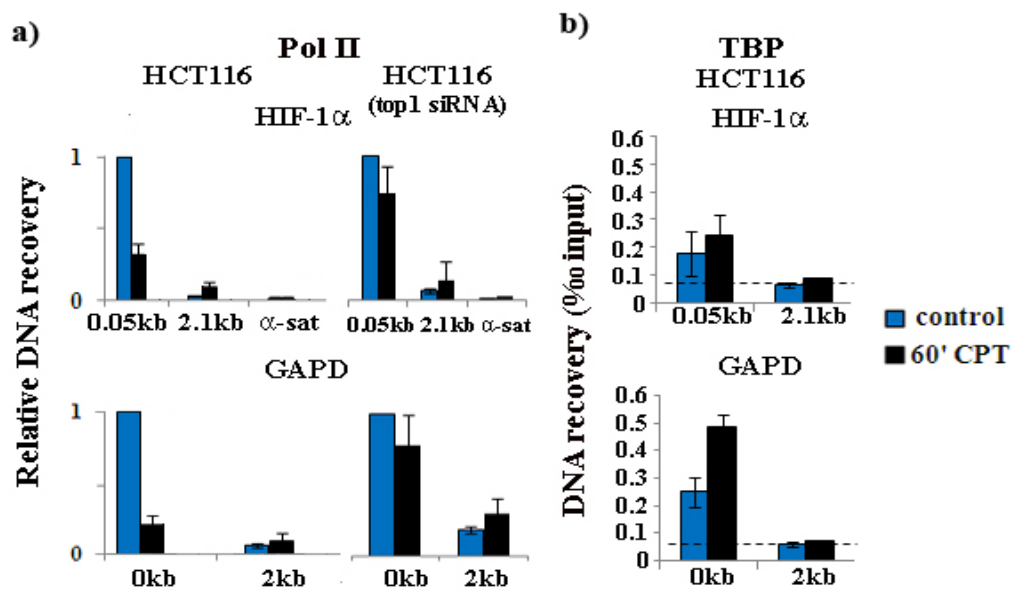 a)
Pol II
HCT116
HCT116
(top1 siRNA)
HIF-1α
Relative DNA recovery
1
0
0.05kb 2.1kb α-sat
0.05kb 2.1kb α-sat
GAPD
1
0
0kb 2kb
0kb 2kb
b)
TBP
HCT116
HIF-1α
DNA recovery (‰ input)
0.6
0.5
0.4
0.3
0.2
0.1
0
0.05kb 2.1kb
control
60' CPT
GAPD
0.6
0.5
0.4
0.3
0.2
0.1
0
0kb 2kb